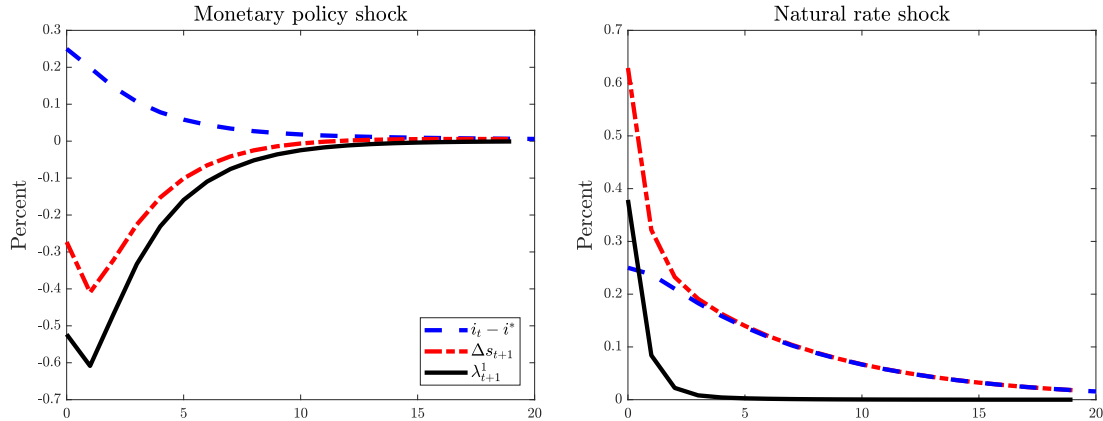 Monetary policy shock
0.3
0.2
0.1
0
-0.1
-0.2
-0.3
-0.4
-0.5
-0.6
-0.7
Percent
0 5 10 15 20
i_t − i*
Δs_{t+1}
λ^1_{t+1}
Natural rate shock
0.7
0.6
0.5
0.4
0.3
0.2
0.1
0
Percent
0 5 10 15 20